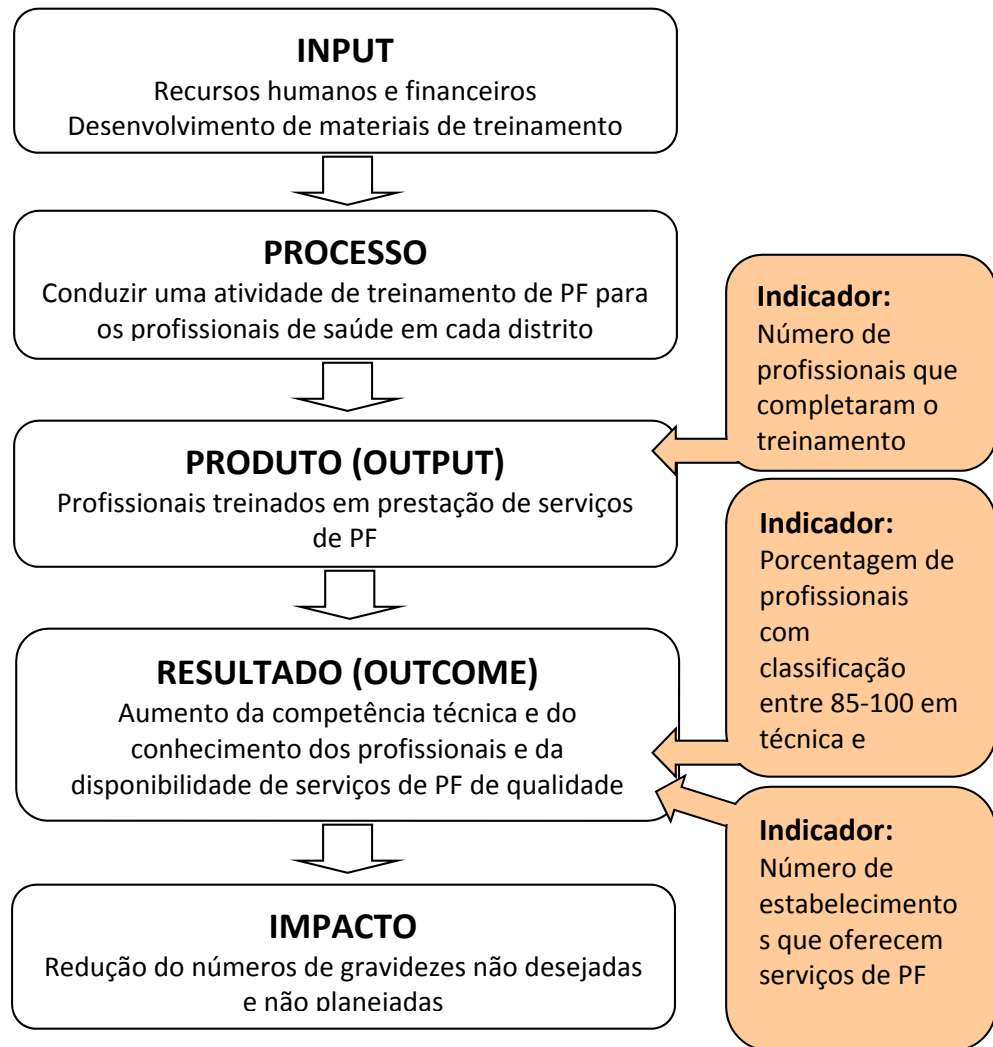 INPUT
Recursos humanos e financeiros
Desenvolvimento de materiais de treinamento
PROCESSO
Conduzir uma atividade de treinamento de PF para
os profissionais de saúde em cada distrito
PRODUTO (OUTPUT)
Profissionais treinados em prestação de serviços
de PF
RESULTADO (OUTCOME)
Aumento da competência técnica e do
conhecimento dos profissionais e da
disponibilidade de serviços de PF de qualidade
IMPACTO
Redução do números de gravidezes não desejadas
e não planejadas
Indicador:
Número de
profissionais que
completaram o
treinamento
Indicador:
Porcentagem de
profissionais
com
classificação
entre 85-100 em
técnica e
Indicador:
Número de
estabelecimento
s que oferecem
serviços de PF